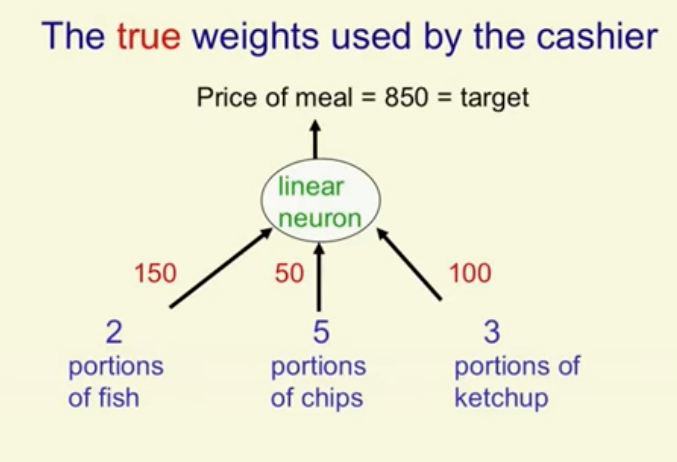 The true weights used by the cashier
Price of meal = 850 = target
linear
neuron
150
50
100
2
portions
of fish
5
portions
of chips
3
portions of
ketchup